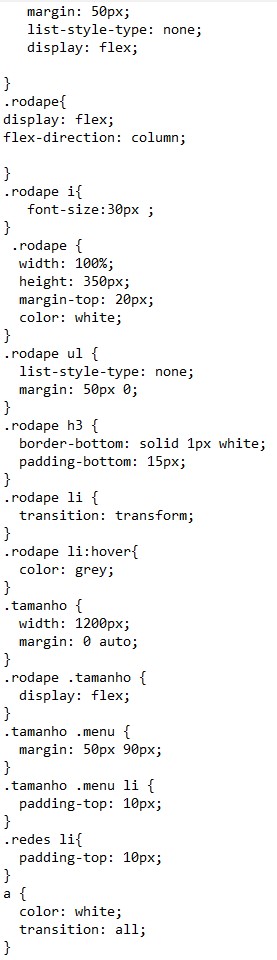 margin: 50px;
list-style-type: none;
display: flex;
}
.rodape{
display: flex;
flex-direction: column;
}
.rodape i{
font-size:30px ;
}
.rodape {
width: 100%;
height: 350px;
margin-top: 20px;
color: white;
}
.rodape ul {
list-style-type: none;
margin: 50px 0;
}
.rodape h3 {
border-bottom: solid 1px white;
padding-bottom: 15px;
}
.rodape li {
transition: transform;
}
.rodape li:hover{
color: grey;
}
.tamanho {
width: 1200px;
margin: 0 auto;
}
.rodape .tamanho {
display: flex;
}
.tamanho .menu {
margin: 50px 90px;
}
.tamanho .menu li {
padding-top: 10px;
}
.redes li{
padding-top: 10px;
}
a {
color: white;
transition: all;
}